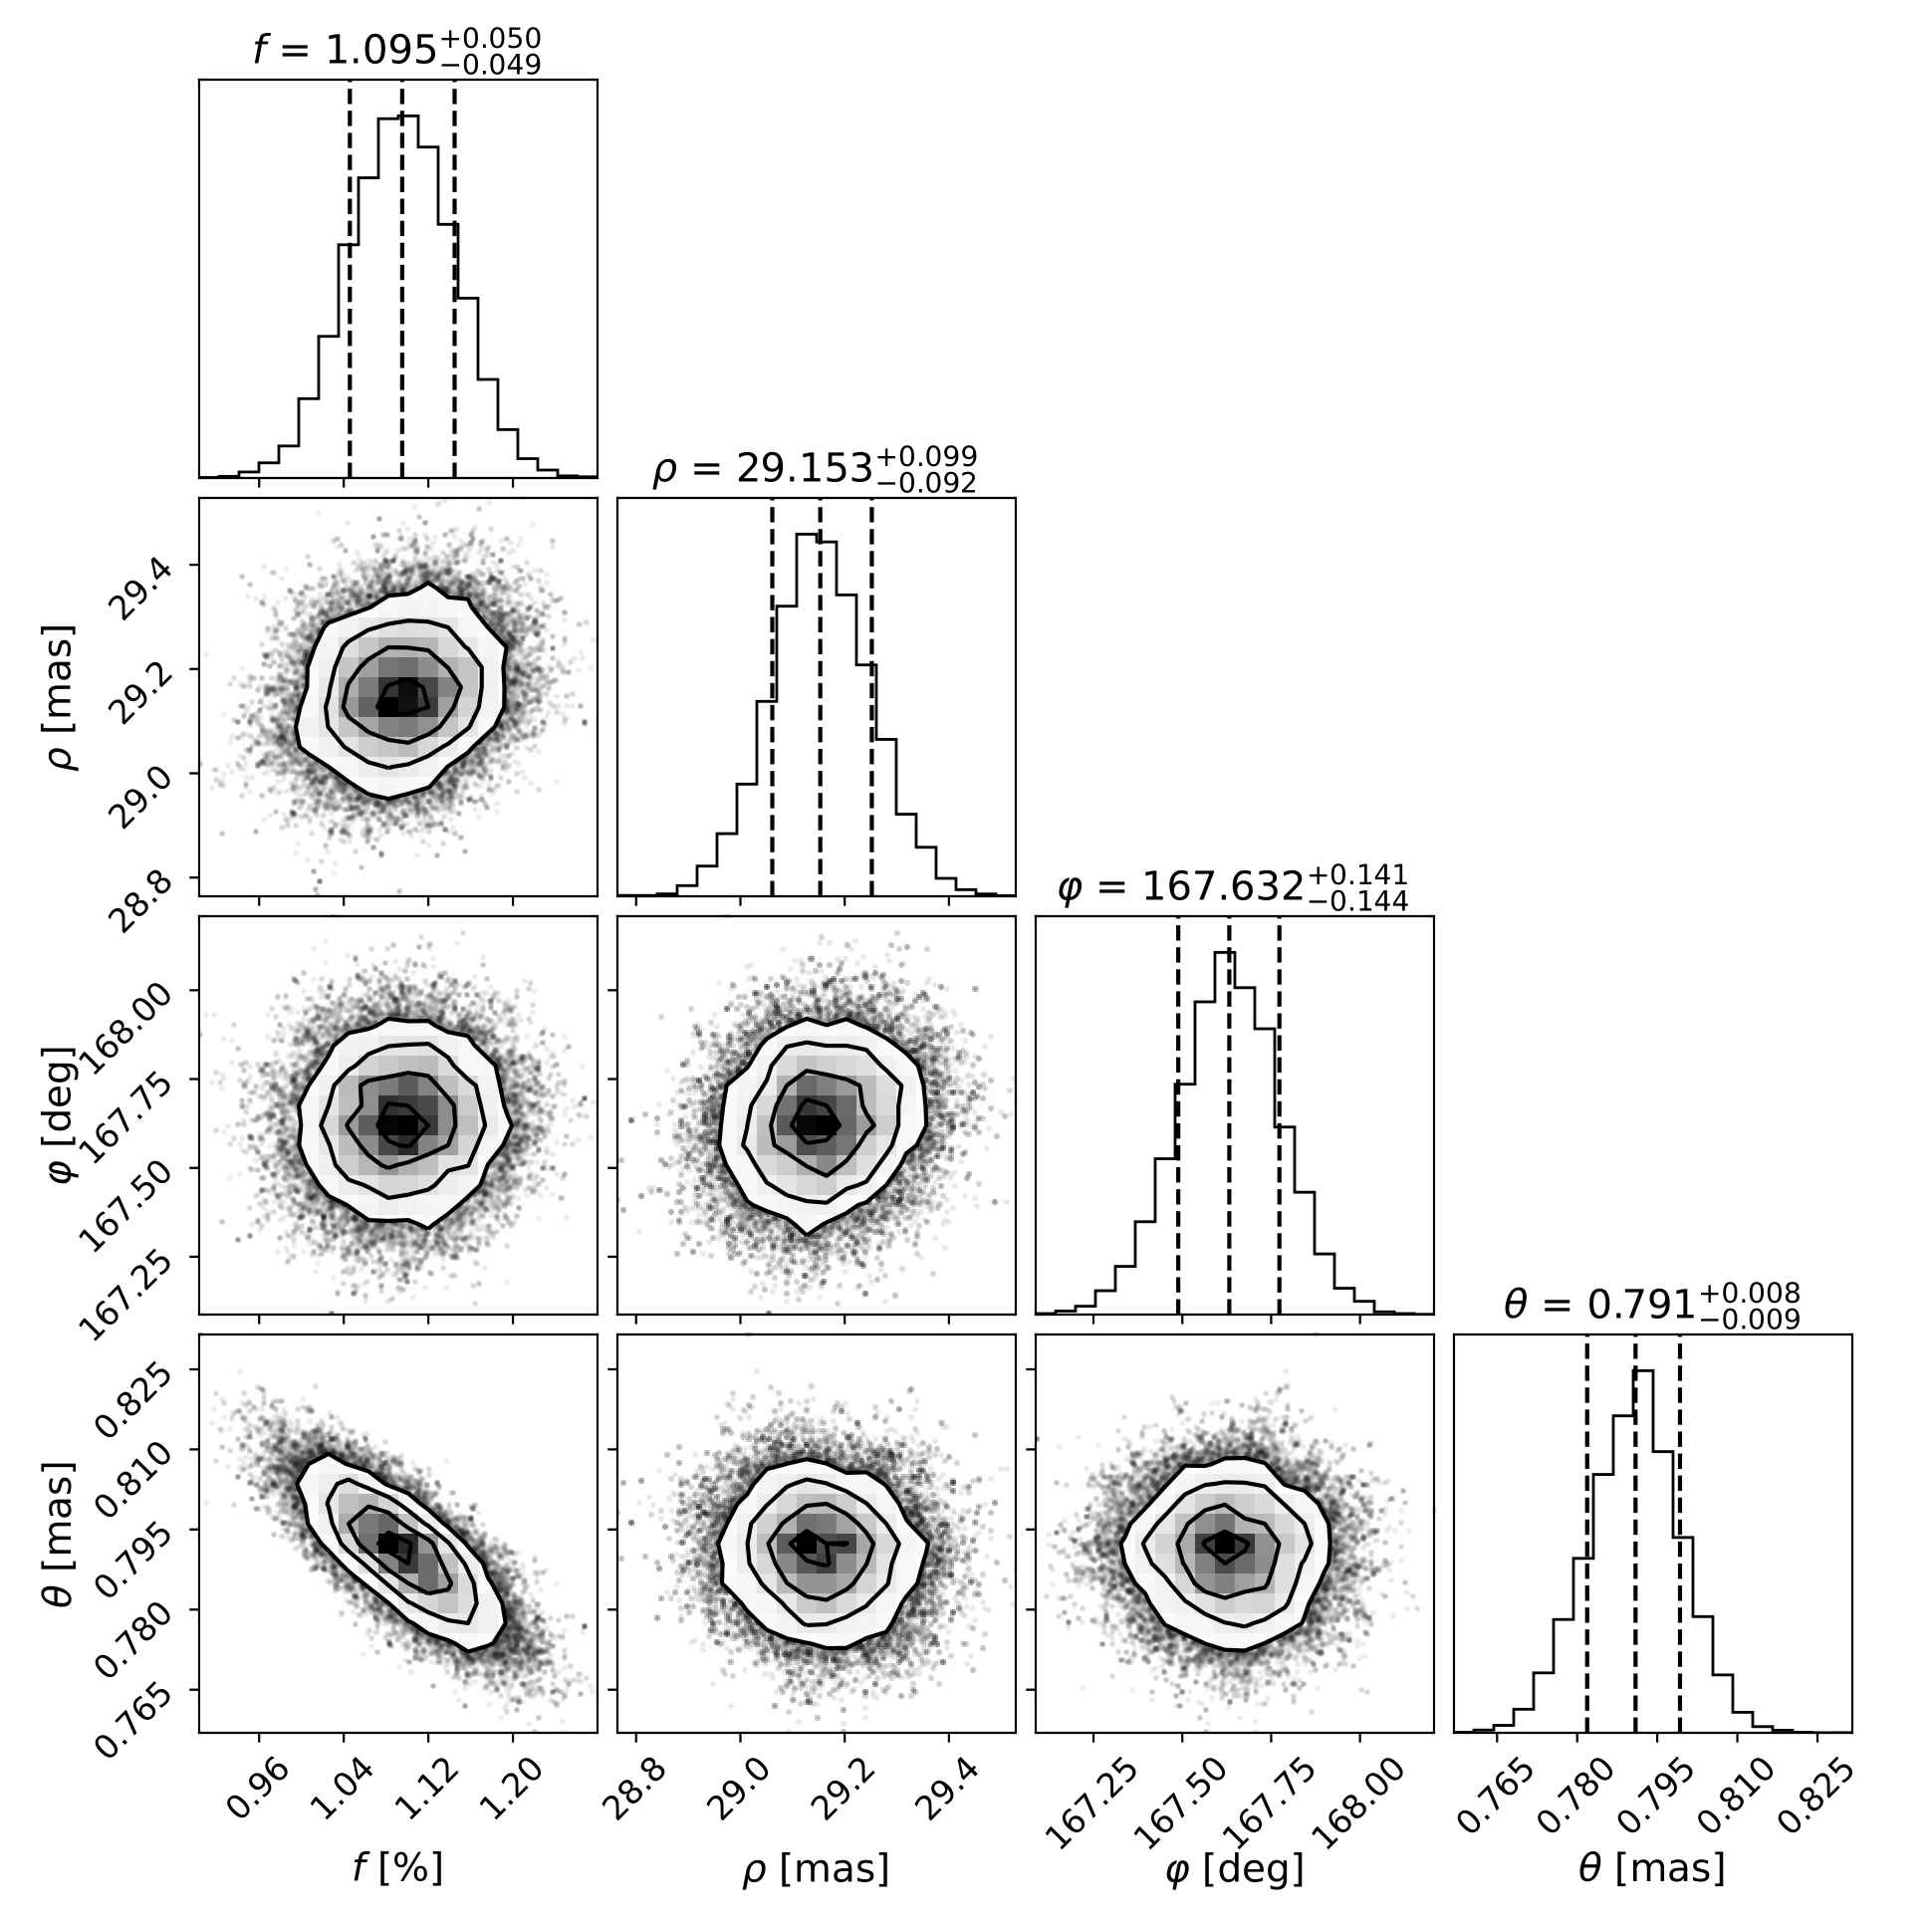 f = 1.095 +0.050 −0.049
ρ = 29.153 +0.099 −0.092
φ = 167.632 +0.141 −0.144
θ = 0.791 +0.008 −0.009
ρ [mas]
29.4
29.2
29.0
28.8
φ [deg]
168.00
167.75
167.50
167.25
θ [mas]
0.825
0.810
0.795
0.780
0.765
0.96 1.04 1.12 1.20
28.8 29.0 29.2 29.4
167.25 167.50 167.75 168.00
0.765 0.780 0.795 0.810 0.825
f [%]
ρ [mas]
φ [deg]
θ [mas]